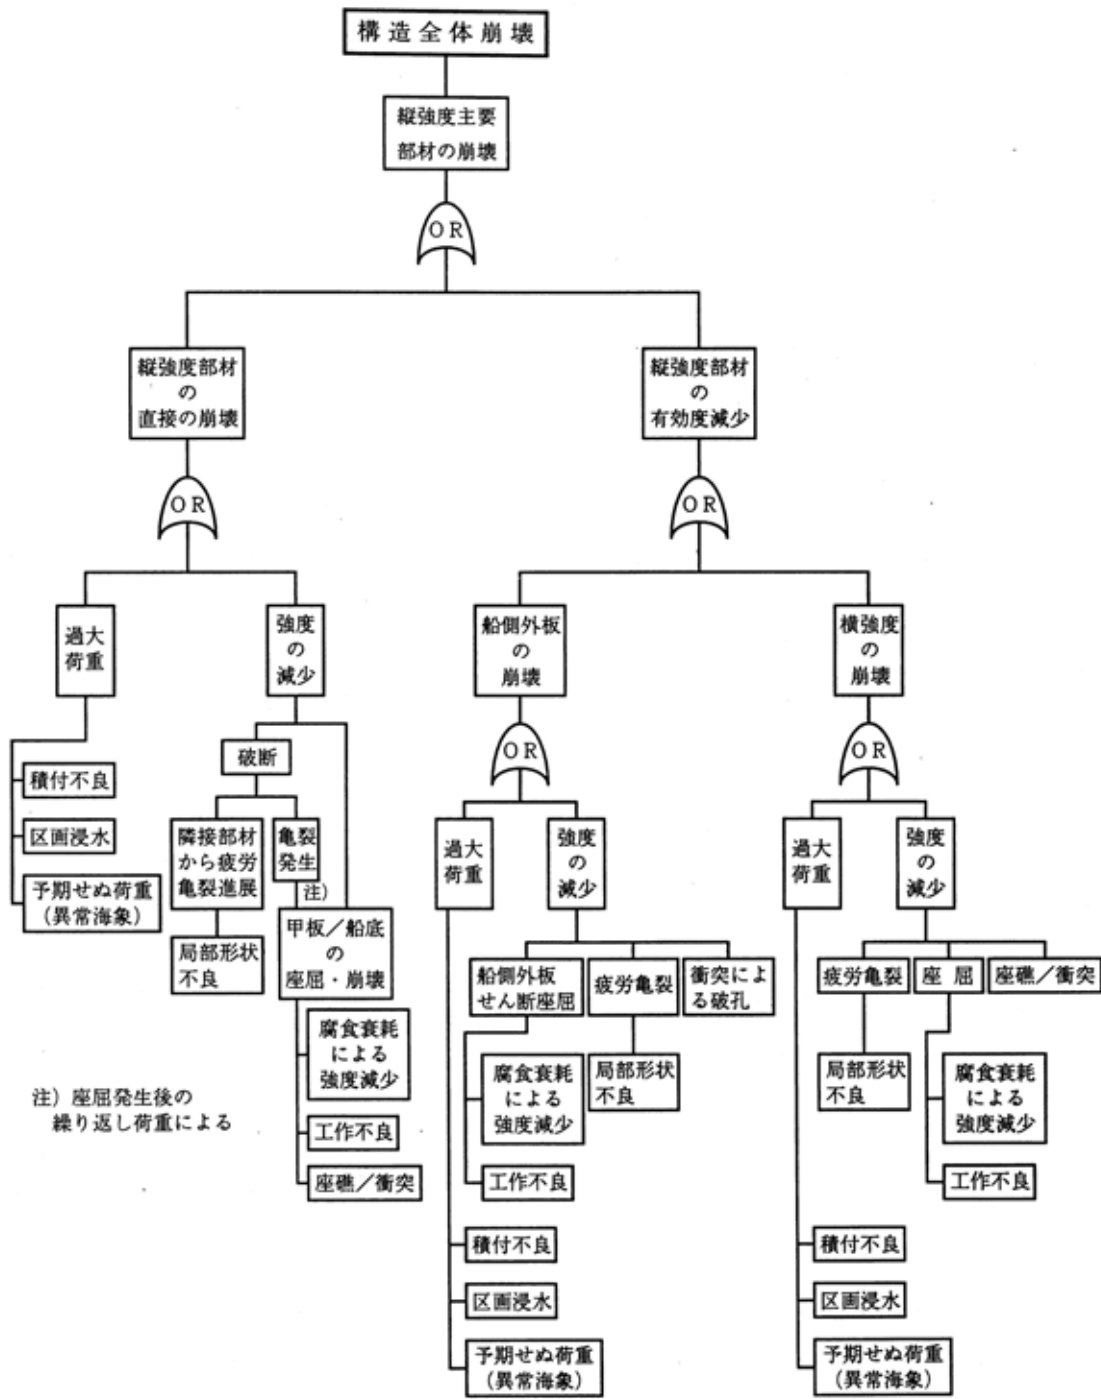 構造全体崩壊
縦強度主要
部材の崩壊
OR
縦強度部材
の
直接の崩壊
縦強度部材
の
有効度減少
OR
OR
過大
荷重
強度
の
減少
船側外板
の
崩壊
横強度
の
崩壊
破断
積付不良
区画浸水
予期せぬ荷重
(異常海象)
隣接部材
から疲労
亀裂進展
亀裂
発生
注)
局部形状
不良
甲板/船底
の
座屈・崩壊
腐食衰耗
による
強度減少
工作不良
座礁/衝突
注) 座屈発生後の
繰り返し荷重による
OR
過大
荷重
強度
の
減少
船側外板
せん断座屈
疲労亀裂
衝突によ
る破孔
腐食衰耗
による
強度減少
局部形状
不良
工作不良
積付不良
区画浸水
予期せぬ荷重
(異常海象)
OR
過大
荷重
強度
の
減少
疲労亀裂
座屈
座礁/衝突
局部形状
不良
腐食衰耗
による
強度減少
工作不良
積付不良
区画浸水
予期せぬ荷重
(異常海象)